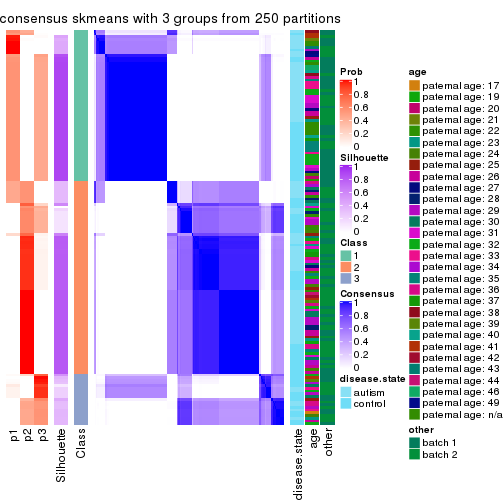 consensus skmeans with 3 groups from 250 partitions
p1
p2
p3
Silhouette
Class
disease.state
age
other
Prob
1
0.8
0.6
0.4
0.2
0
Silhouette
1
0.8
0.6
0.4
0.2
0
Class
1
2
3
Consensus
1
0.8
0.6
0.4
0.2
0
disease.state
autism
control
age
paternal age: 17
paternal age: 19
paternal age: 20
paternal age: 21
paternal age: 22
paternal age: 23
paternal age: 24
paternal age: 25
paternal age: 26
paternal age: 27
paternal age: 28
paternal age: 29
paternal age: 30
paternal age: 31
paternal age: 32
paternal age: 33
paternal age: 34
paternal age: 35
paternal age: 36
paternal age: 37
paternal age: 38
paternal age: 39
paternal age: 40
paternal age: 41
paternal age: 42
paternal age: 43
paternal age: 44
paternal age: 46
paternal age: 49
paternal age: n/a
other
batch 1
batch 2